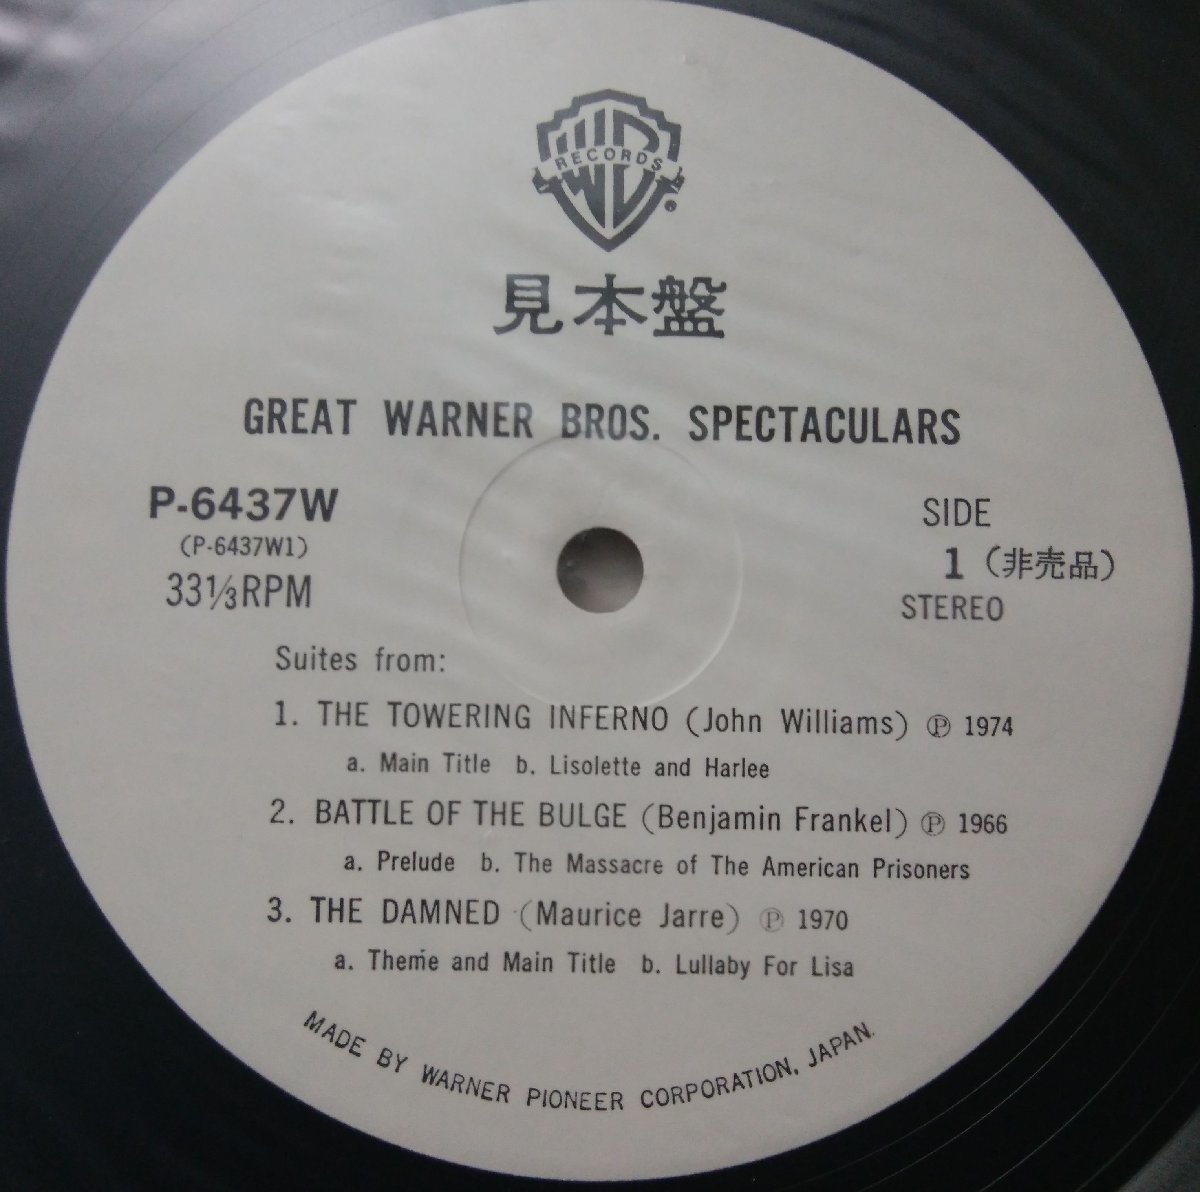 WB RECORDS ®
見本盤
GREAT WARNER BROS. SPECTACULARS
P-6437W
(P-6437W1)
33⅓RPM
SIDE
1 (非売品)
STEREO
Suites from:
1. THE TOWERING INFERNO (John Williams) ℗ 1974
a. Main Title b. Lisolette and Harlee
2. BATTLE OF THE BULGE (Benjamin Frankel) ℗ 1966
a. Prelude b. The Massacre of The American Prisoners
3. THE DAMNED (Maurice Jarre) ℗ 1970
a. Theme and Main Title b. Lullaby For Lisa
MADE BY WARNER PIONEER CORPORATION, JAPAN.